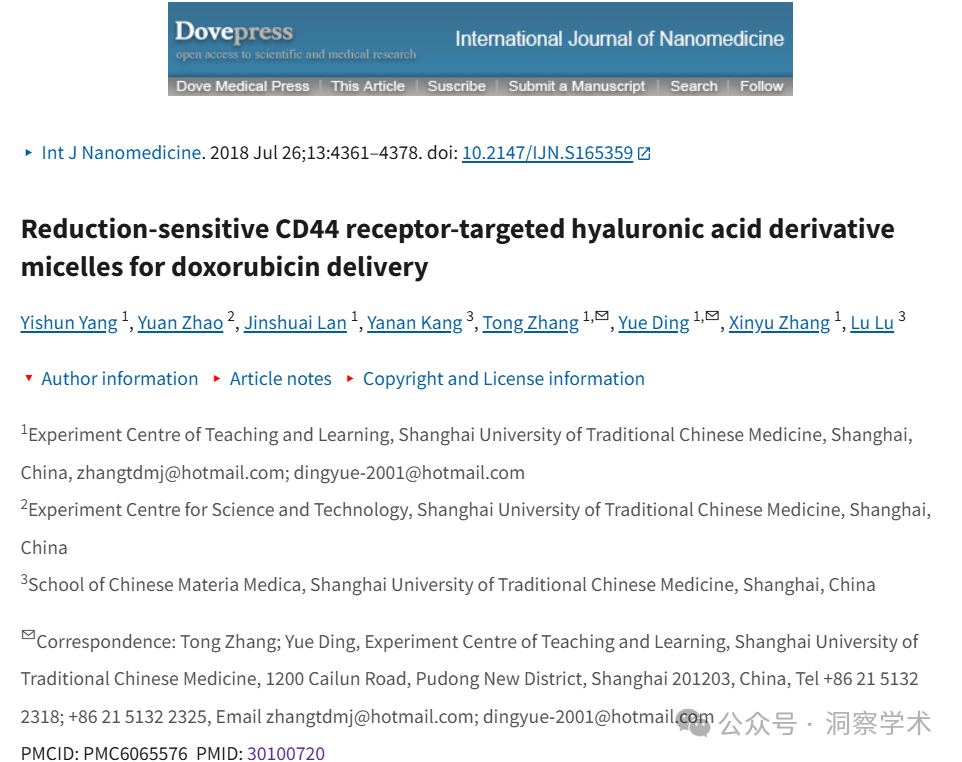 Dovepress
open access to scientific and medical research
International Journal of Nanomedicine
Dove Medical Press | This Article | Suscribe | Submit a Manuscript | Search | Follow
Int J Nanomedicine. 2018 Jul 26;13:4361–4378. doi: 10.2147/IJN.S165359
Reduction-sensitive CD44 receptor-targeted hyaluronic acid derivative
micelles for doxorubicin delivery
Yishun Yang 1, Yuan Zhao 2, Jinshuai Lan 1, Yanan Kang 3, Tong Zhang 1,✉, Yue Ding 1,✉, Xinyu Zhang 1, Lu Lu 3
Author information Article notes Copyright and License information
1Experiment Centre of Teaching and Learning, Shanghai University of Traditional Chinese Medicine, Shanghai,
China, zhangtdmj@hotmail.com; dingyue-2001@hotmail.com
2Experiment Centre for Science and Technology, Shanghai University of Traditional Chinese Medicine, Shanghai,
China
3School of Chinese Materia Medica, Shanghai University of Traditional Chinese Medicine, Shanghai, China
✉Correspondence: Tong Zhang; Yue Ding, Experiment Centre of Teaching and Learning, Shanghai University of
Traditional Chinese Medicine, 1200 Cailun Road, Pudong New District, Shanghai 201203, China, Tel +86 21 5132
2318; +86 21 5132 2325, Email zhangtdmj@hotmail.com; dingyue-2001@hotmail.com
公众号 · 洞察学术
PMCID: PMC6065576 PMID: 30100720